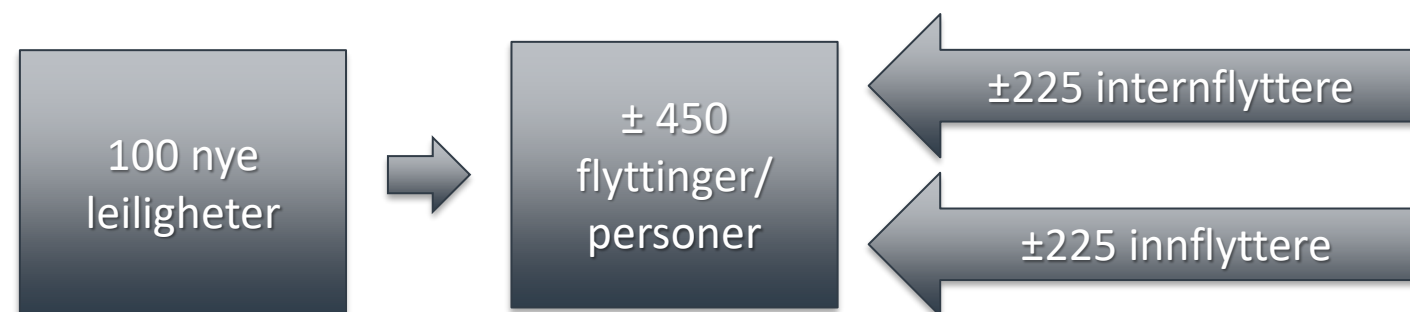 100 nye
leiligheter
± 450
flyttinger/
personer
±225 internflyttere
±225 innflyttere